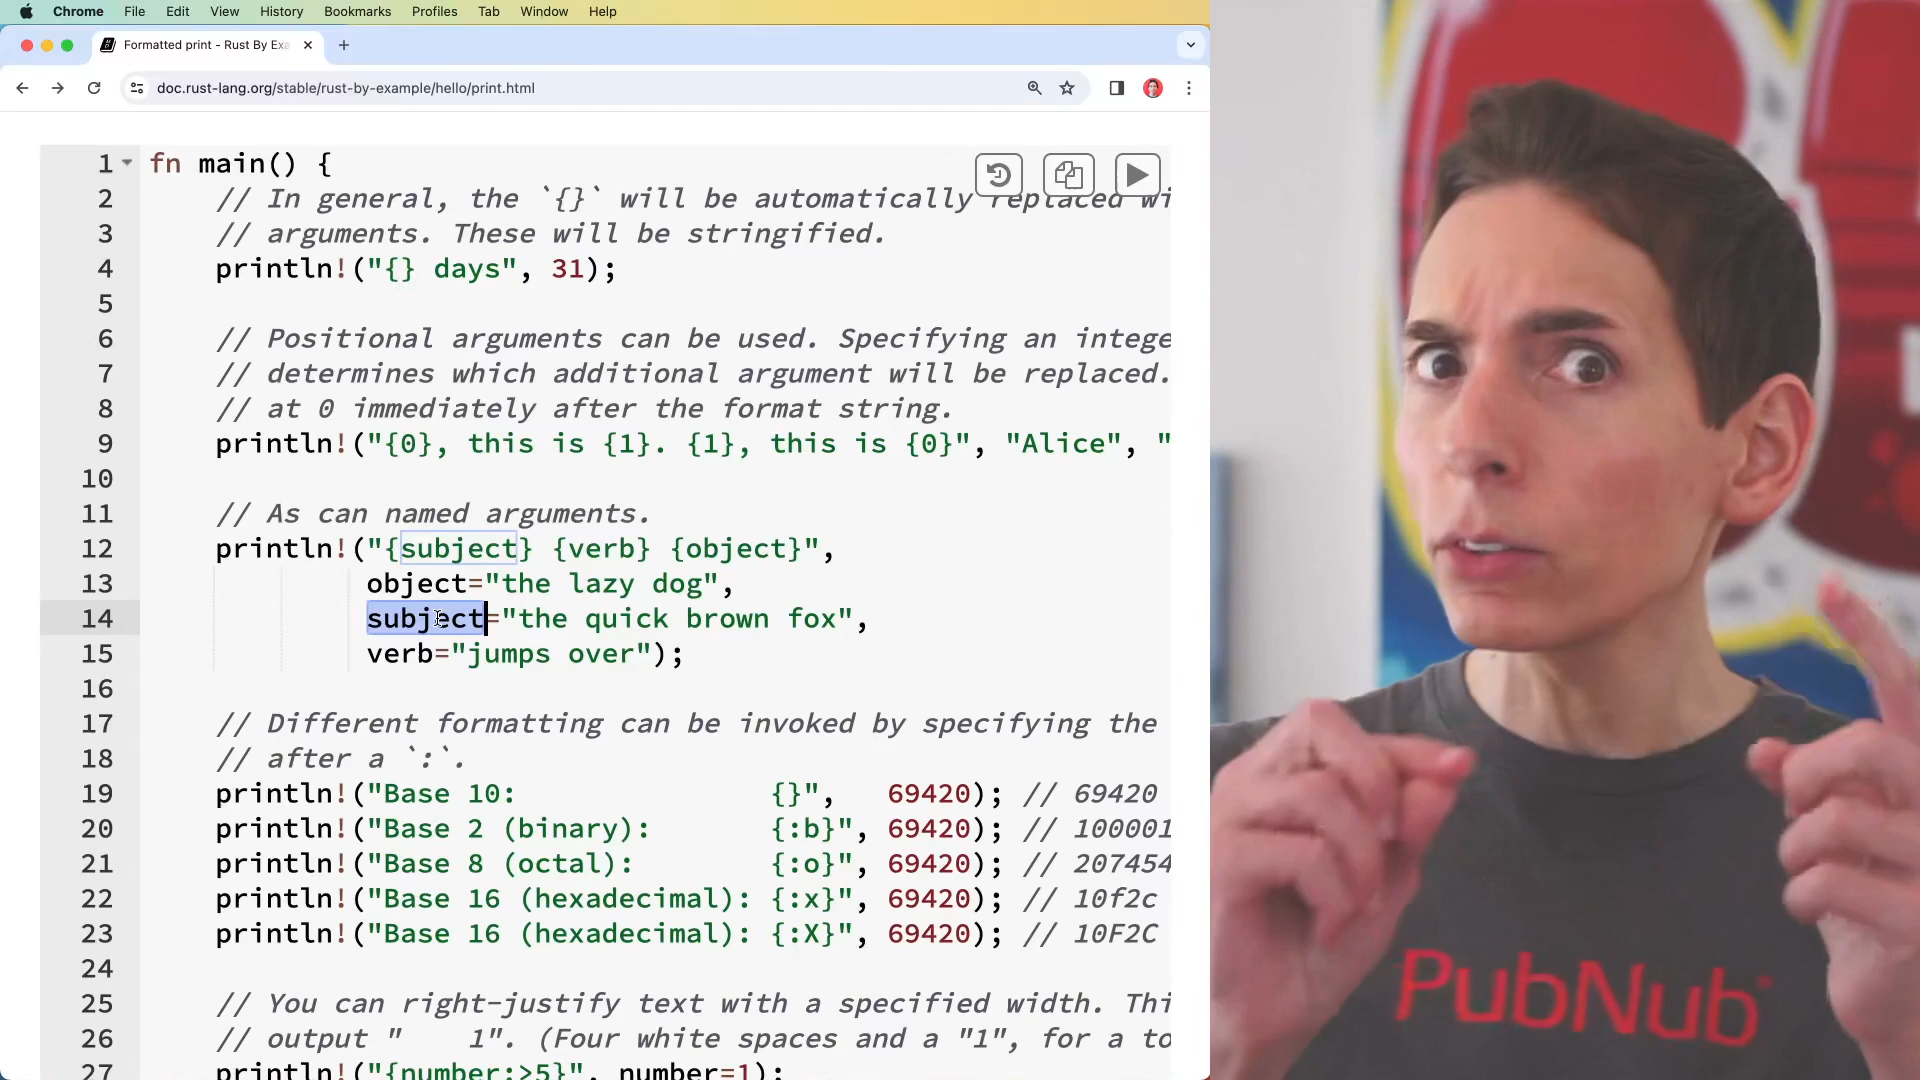 Chrome File Edit View History Bookmarks Profiles Tab Window Help
Formatted print - Rust By Exa
doc.rust-lang.org/stable/rust-by-example/hello/print.html
1 fn main() {
2 // In general, the `{}` will be automatically replaced wi
3 // arguments. These will be stringified.
4 println!("{} days", 31);
5
6 // Positional arguments can be used. Specifying an intege
7 // determines which additional argument will be replaced.
8 // at 0 immediately after the format string.
9 println!("{0}, this is {1}. {1}, this is {0}", "Alice", "
10
11 // As can named arguments.
12 println!("{subject} {verb} {object}",
13 object="the lazy dog",
14 subject="the quick brown fox",
15 verb="jumps over");
16
17 // Different formatting can be invoked by specifying the
18 // after a `:`.
19 println!("Base 10: {}", 69420); // 69420
20 println!("Base 2 (binary): {:b}", 69420); // 100001
21 println!("Base 8 (octal): {:o}", 69420); // 207454
22 println!("Base 16 (hexadecimal): {:x}", 69420); // 10f2c
23 println!("Base 16 (hexadecimal): {:X}", 69420); // 10F2C
24
25 // You can right-justify text with a specified width. Thi
26 // output "    1". (Four white spaces and a "1", for a to
27 println!("{number:>5}", number=1);
PubNub